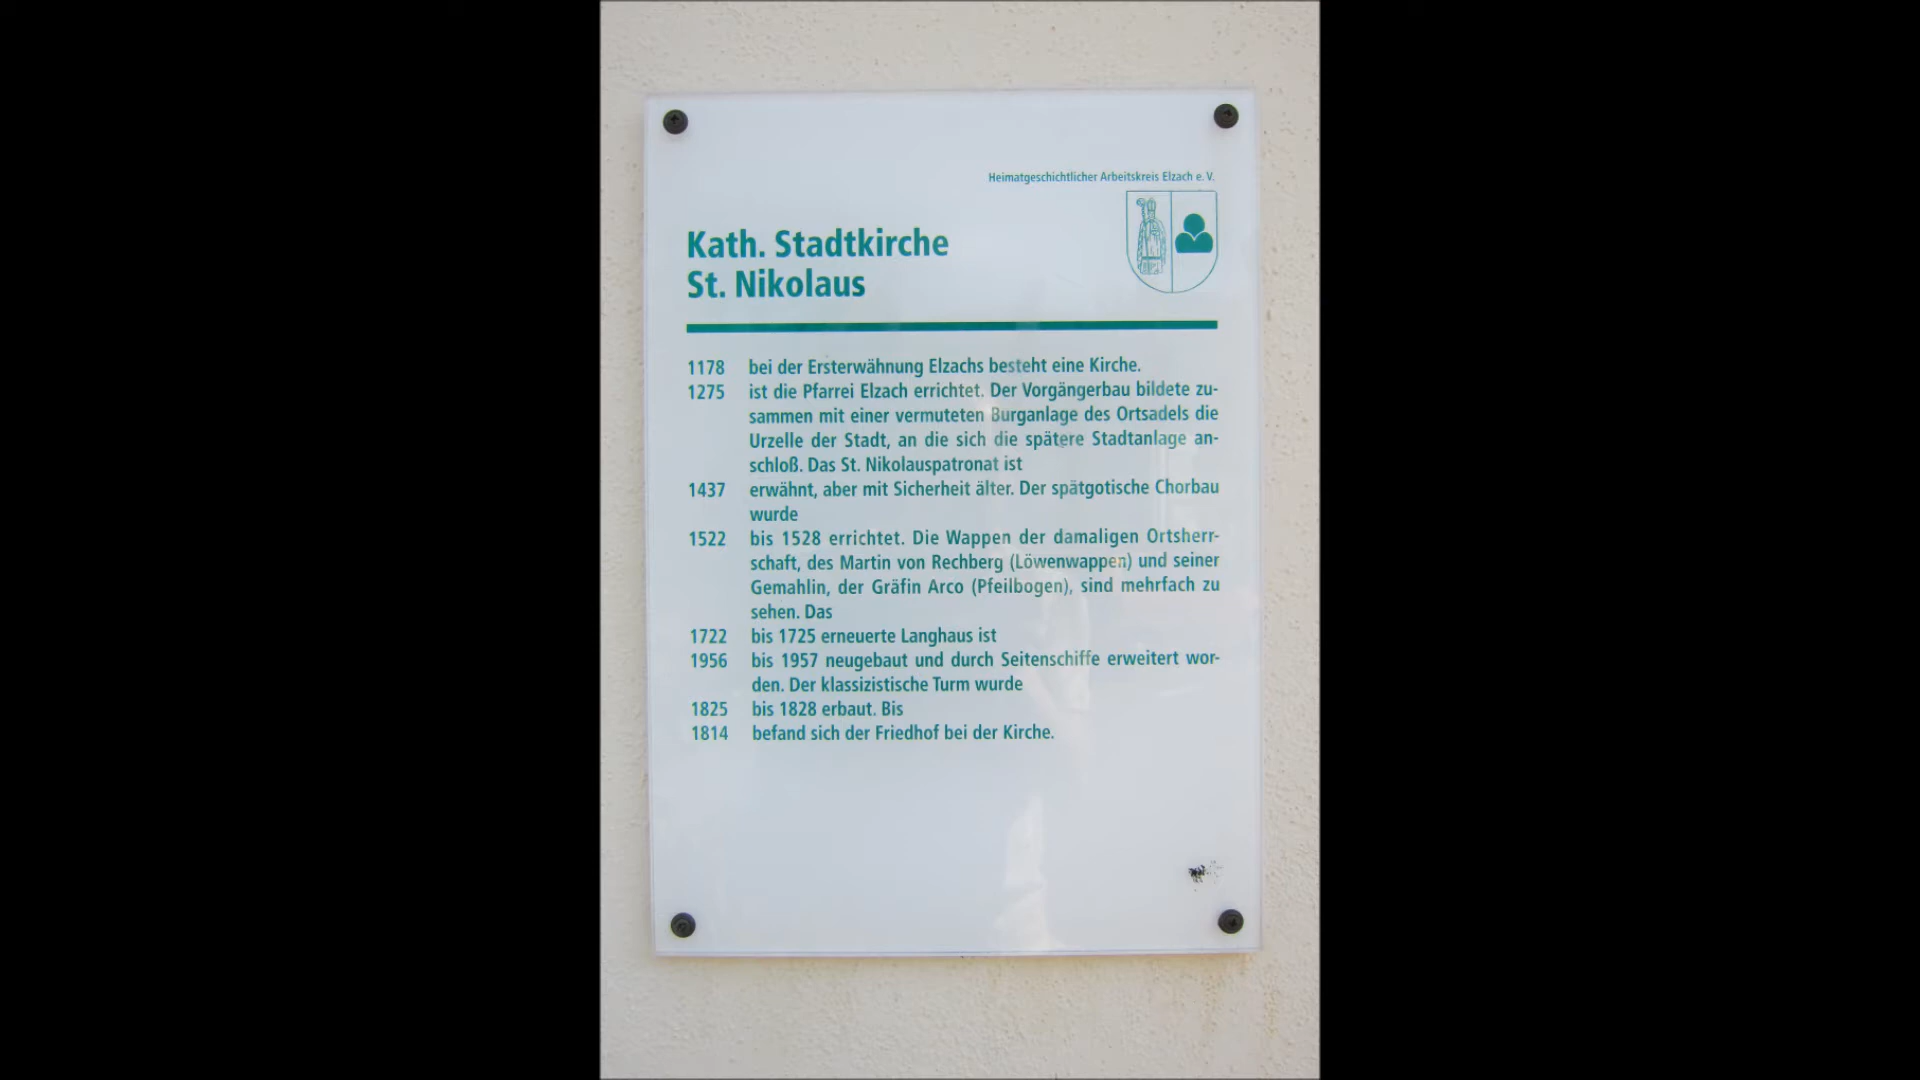 Heimatgeschichtlicher Arbeitskreis Elzach e. V.
Kath. Stadtkirche
St. Nikolaus
1178 bei der Ersterwähnung Elzachs besteht eine Kirche.
1275 ist die Pfarrei Elzach errichtet. Der Vorgängerbau bildete zu-
sammen mit einer vermuteten Burganlage des Ortsadels die
Urzelle der Stadt, an die sich die spätere Stadtanlage an-
schloß. Das St. Nikolauspatronat ist
1437 erwähnt, aber mit Sicherheit älter. Der spätgotische Chorbau
wurde
1522 bis 1528 errichtet. Die Wappen der damaligen Ortsherr-
schaft, des Martin von Rechberg (Löwenwappen) und seiner
Gemahlin, der Gräfin Arco (Pfeilbogen), sind mehrfach zu
sehen. Das
1722 bis 1725 erneuerte Langhaus ist
1956 bis 1957 neugebaut und durch Seitenschiffe erweitert wor-
den. Der klassizistische Turm wurde
1825 bis 1828 erbaut. Bis
1814 befand sich der Friedhof bei der Kirche.